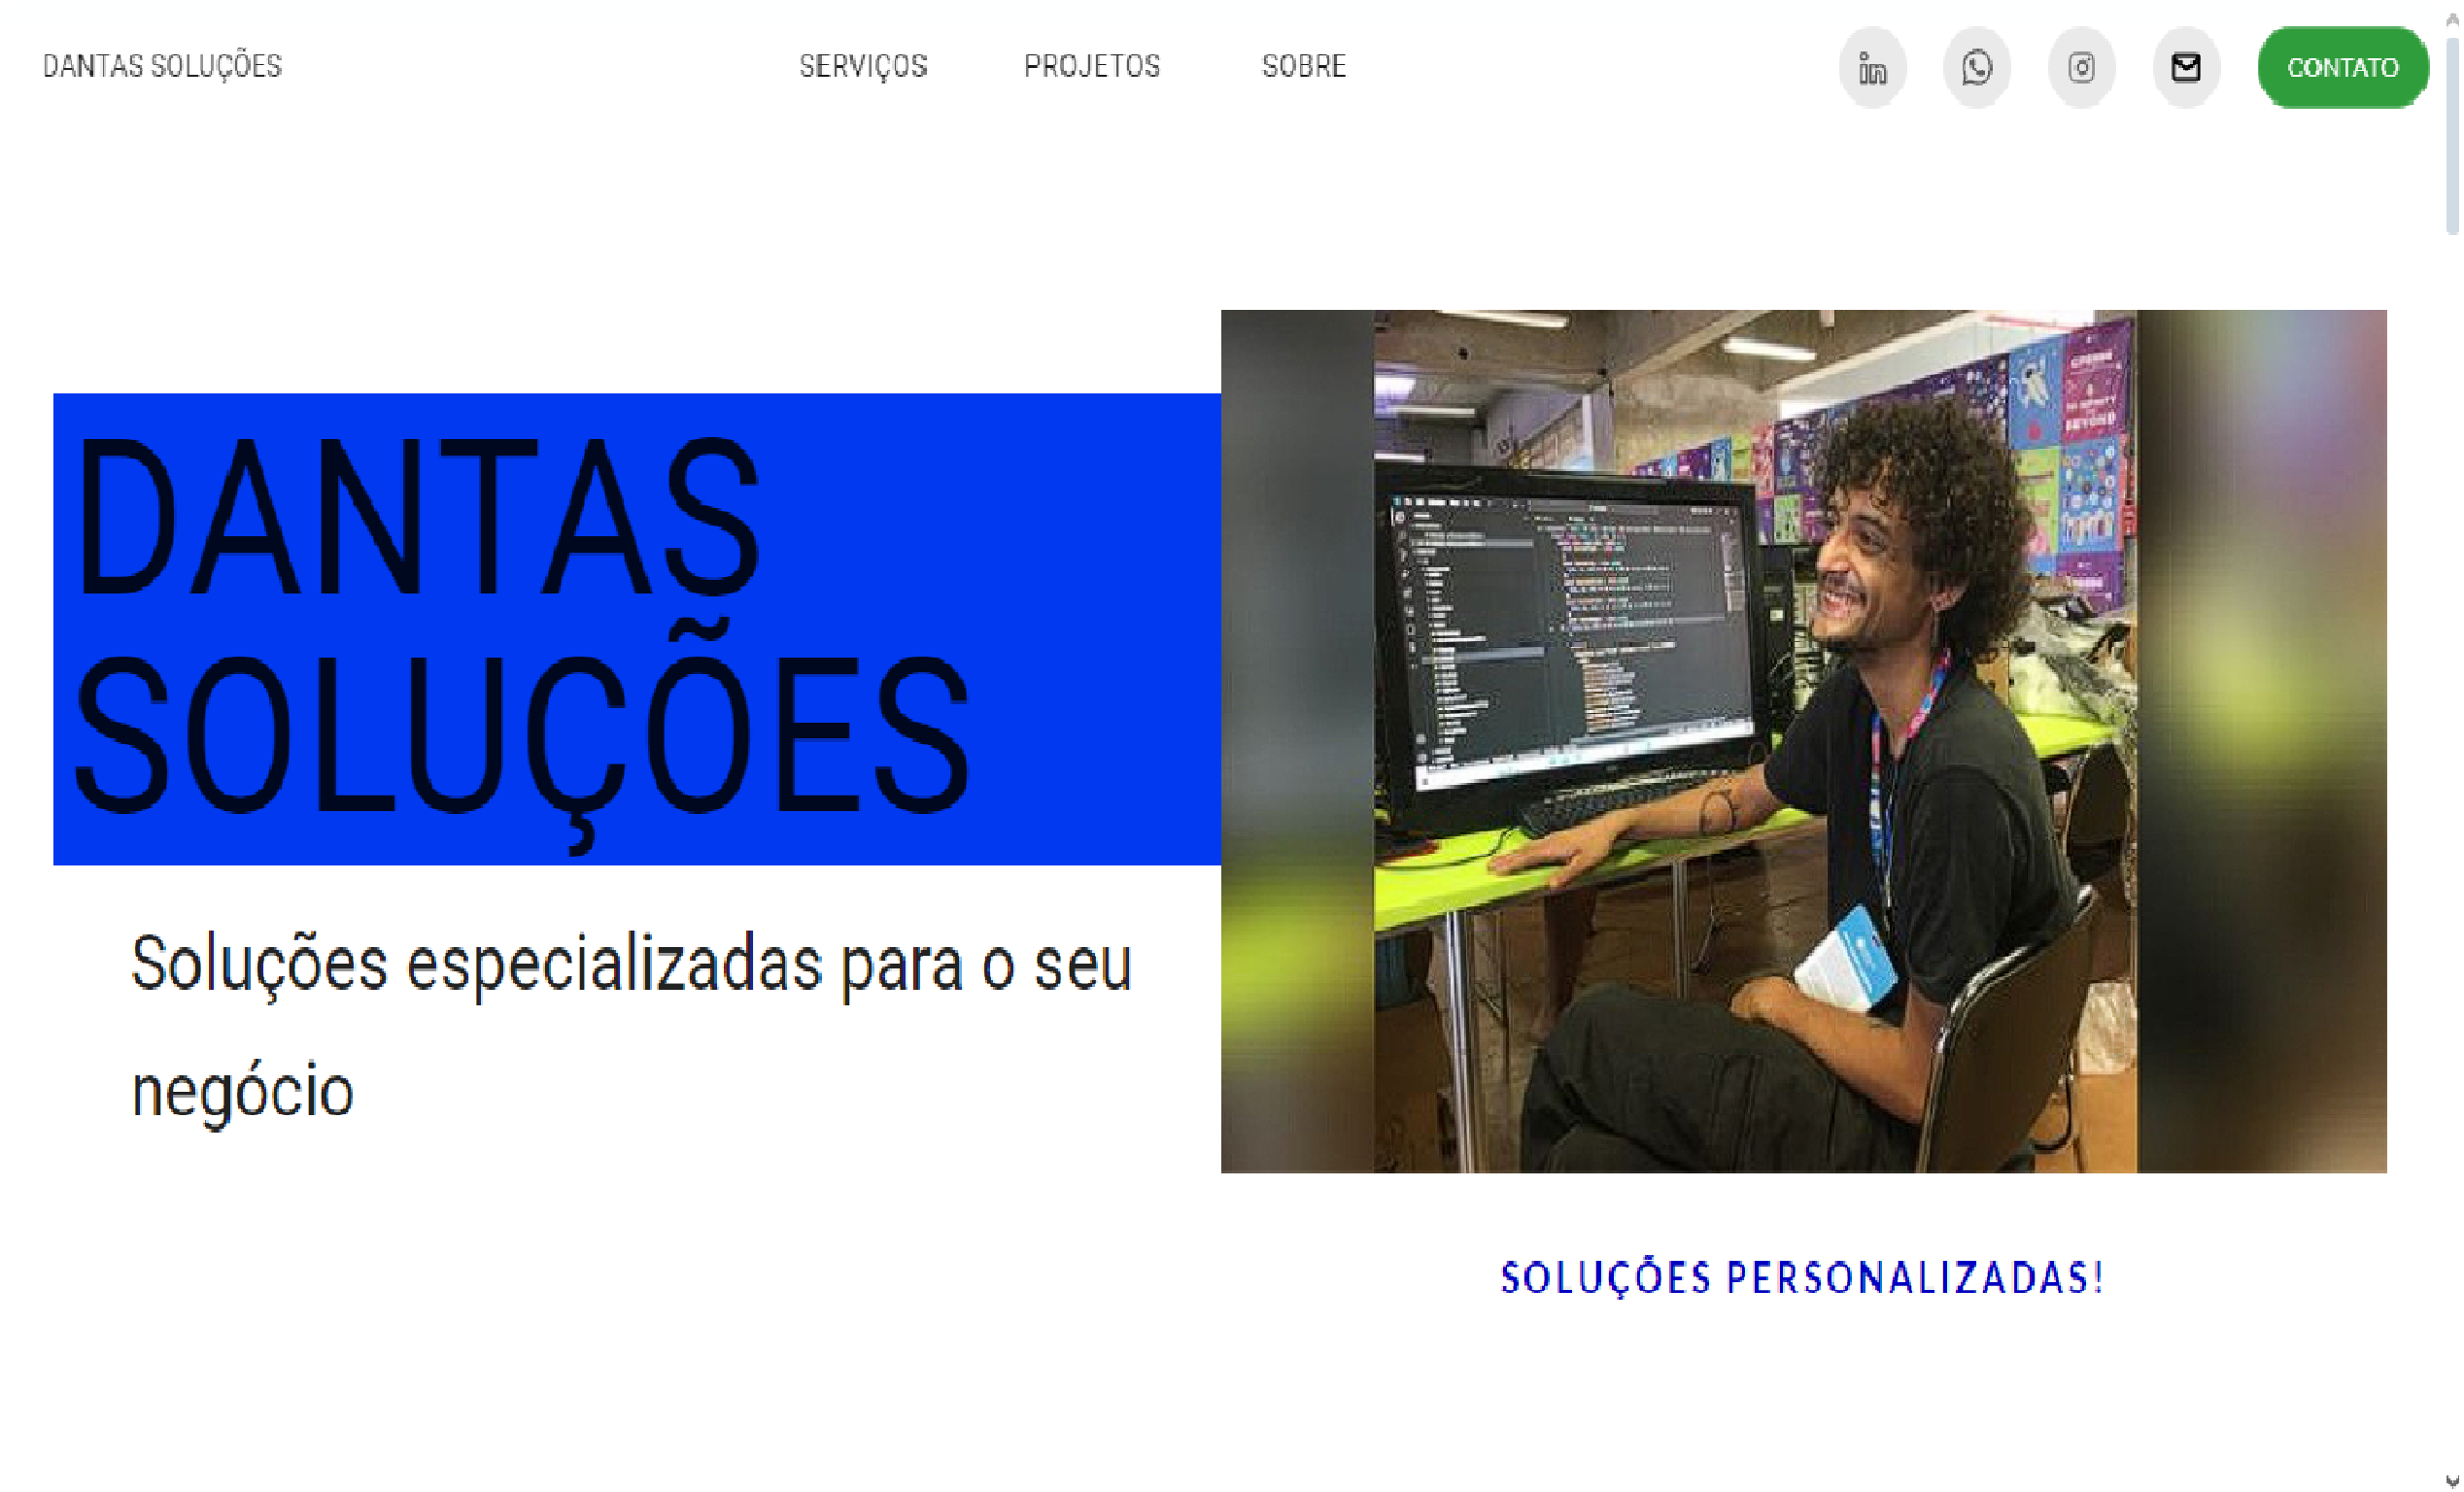 DANTAS SOLUÇÕES
SERVIÇOS
PROJETOS
SOBRE
CONTATO
DANTAS
SOLUÇÕES
Soluções especializadas para o seu
negócio
SOLUÇÕES PERSONALIZADAS!